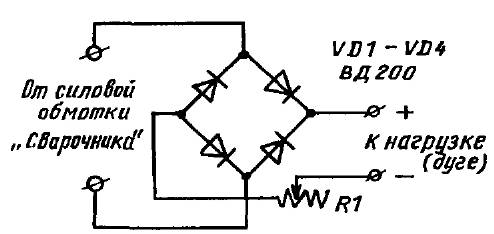 От силовой
обмотки
„Сварочника"
VD1 – VD4
ВД200
+
К нагрузке
(дуге)
–
R1